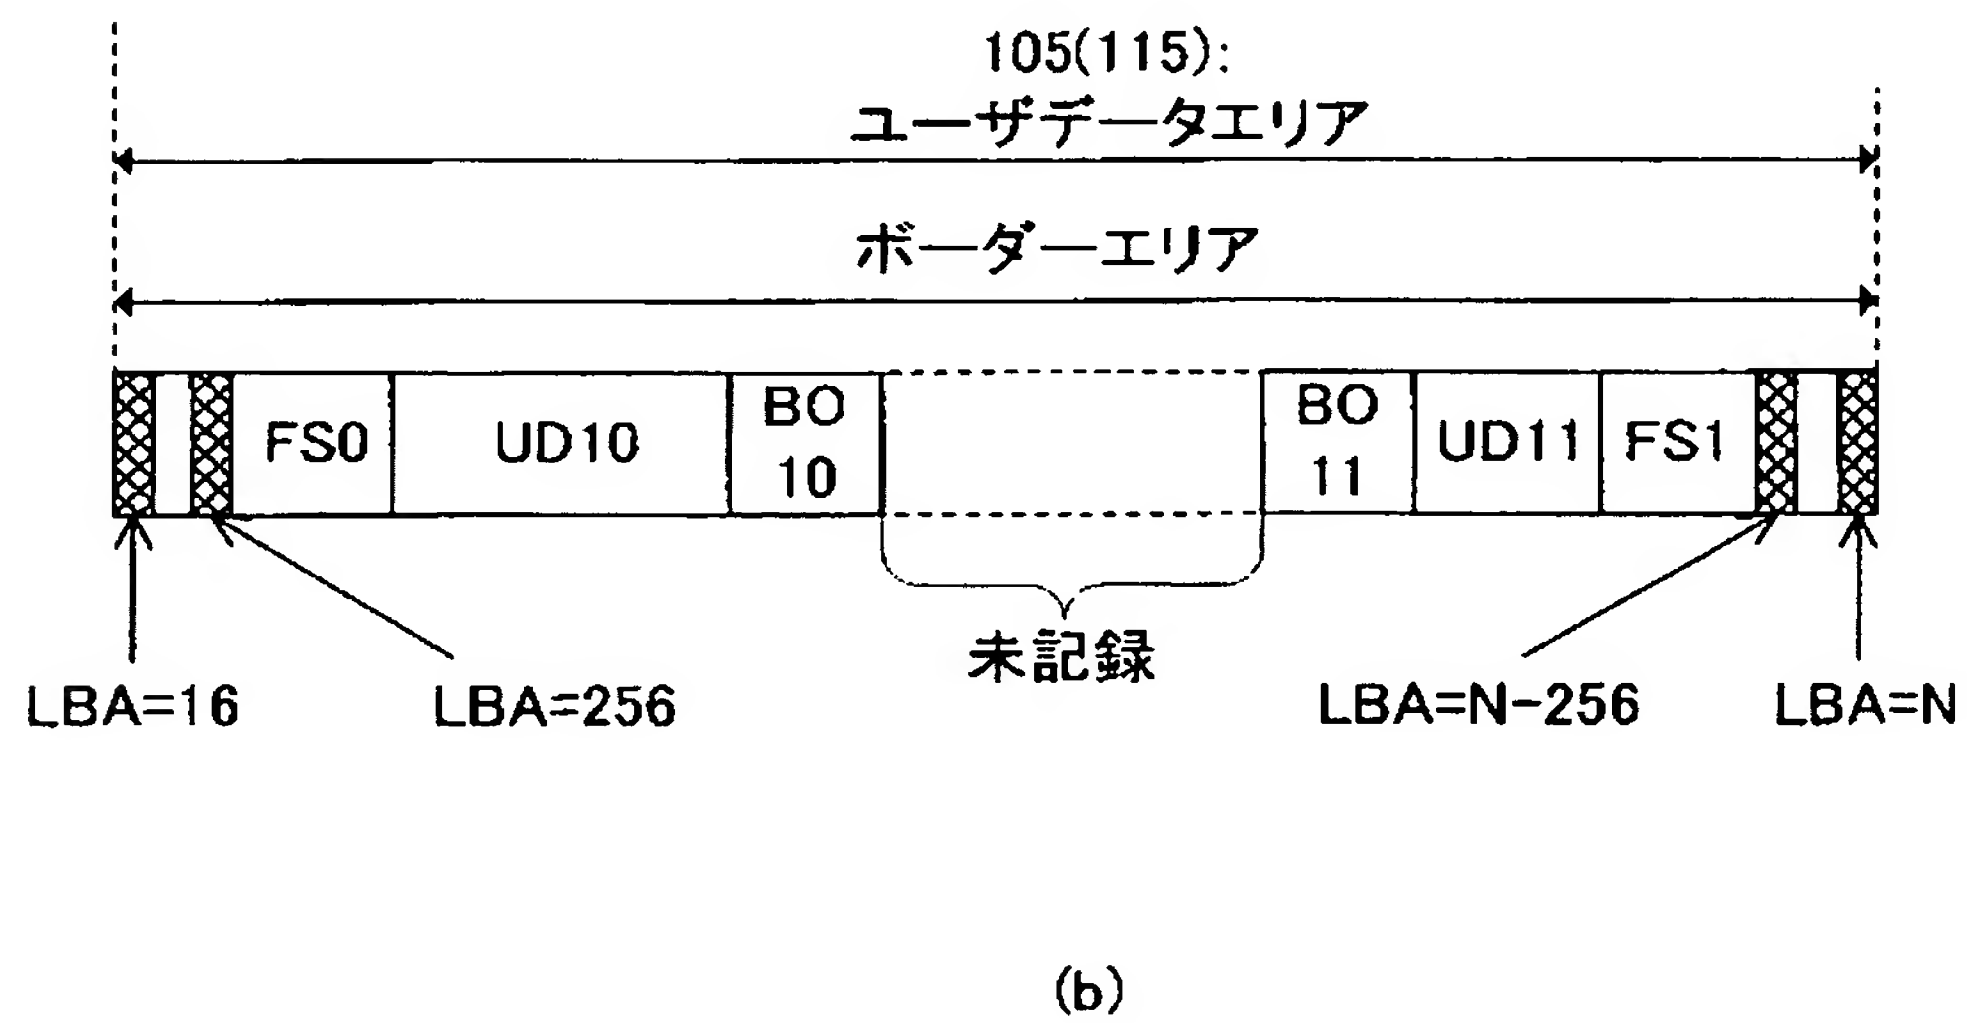 105(115):
ユーザデータエリア
ボーダーエリア
FS0
UD10
BO
10
BO
11
UD11
FS1
未記録
LBA=16
LBA=256
LBA=N-256
LBA=N
(b)